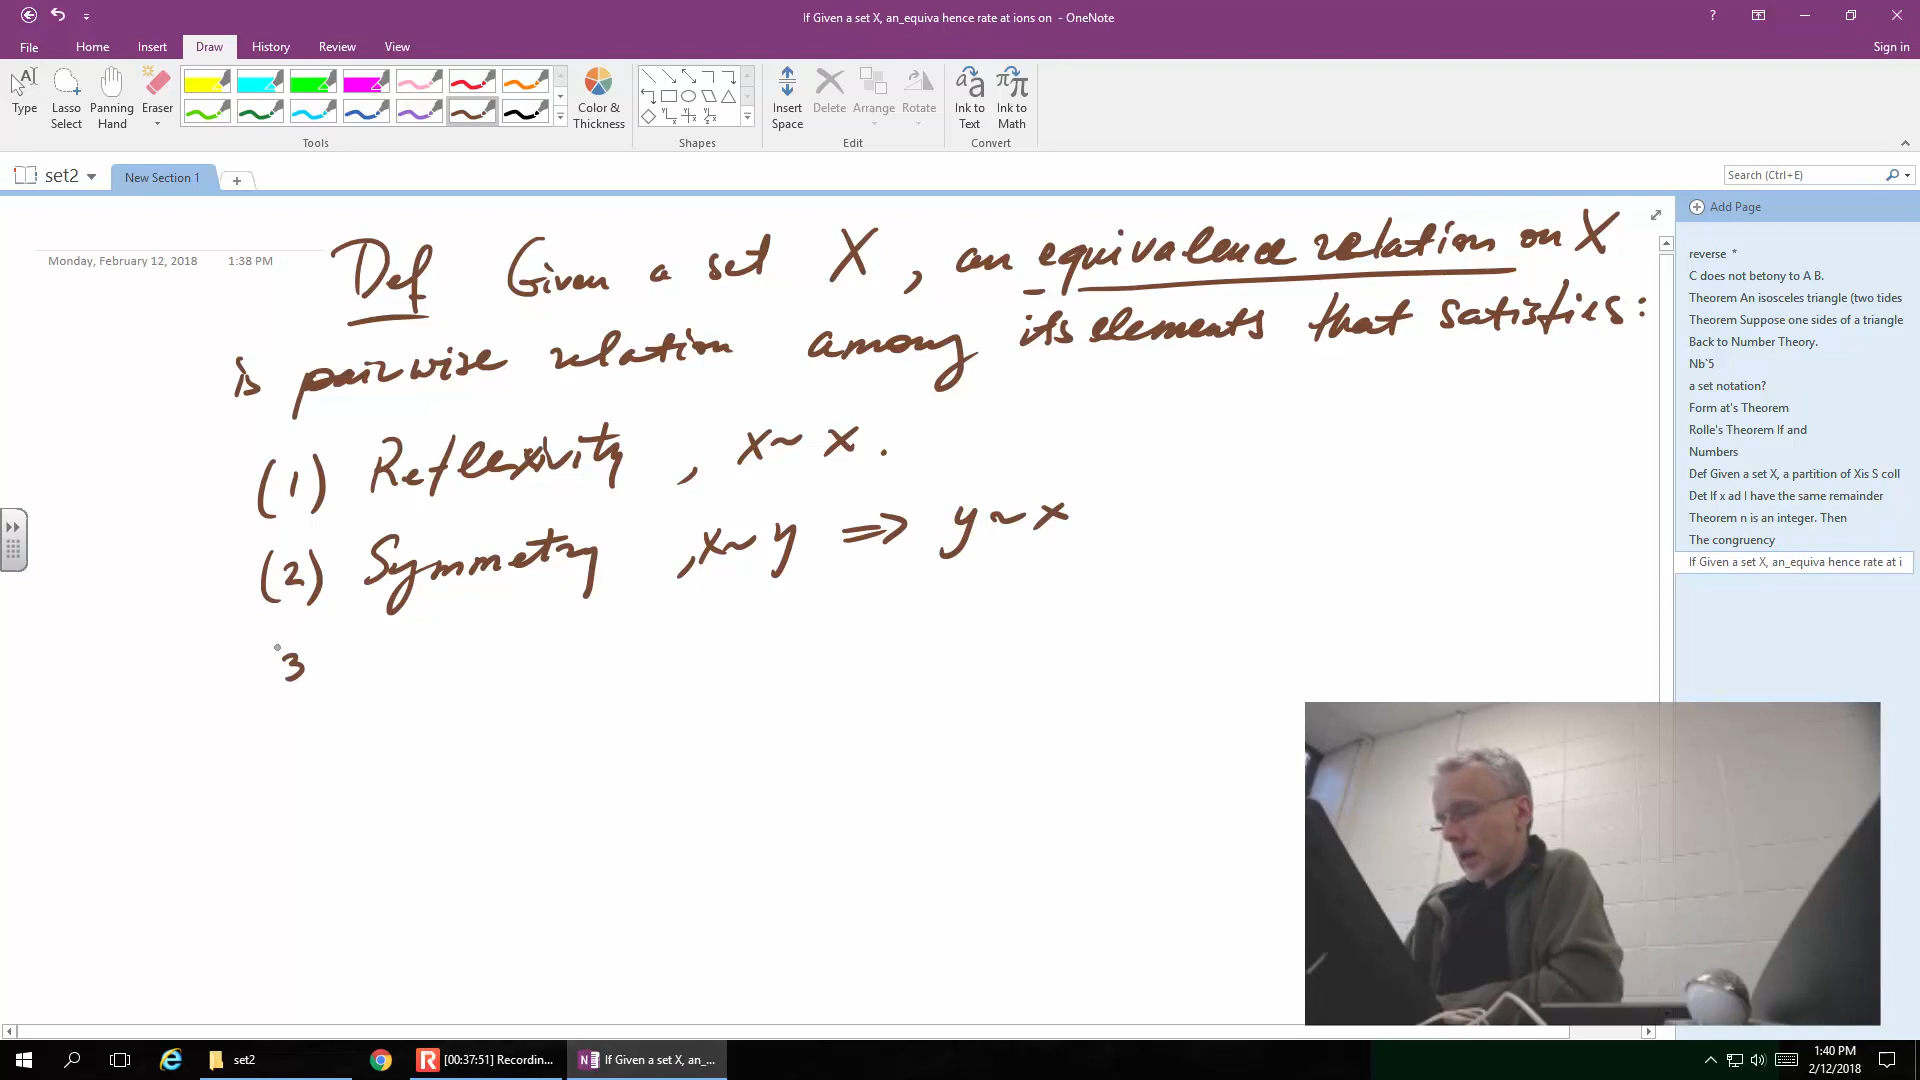 If Given a set X, an_equiva hence rate at ions on - OneNote
File Home Insert Draw History Review View Sign in
Type Lasso Select Panning Hand Eraser Color & Thickness Insert Space Delete Arrange Rotate Ink to Text Ink to Math
Tools Shapes Edit Convert
set2 New Section 1 Search (Ctrl+E)
Add Page
reverse *
C does not betony to A B.
Theorem An isosceles triangle (two tides
Theorem Suppose one sides of a triangle
Back to Number Theory.
Nb`5
a set notation?
Form at's Theorem
Rolle's Theorem If and
Numbers
Def Given a set X, a partition of Xis S coll
Det If x ad I have the same remainder
Theorem n is an integer. Then
The congruency
If Given a set X, an_equiva hence rate at i
Monday, February 12, 2018 1:38 PM
Def Given a set X, an equivalence relation on X
is pairwise relation among its elements that satisfies:
(1) Reflexivity, x~x.
(2) Symmetry, x~y ⇒ y~x
3
set2 [00:37:51] Recordin... If Given a set X, an_... 1:40 PM
2/12/2018